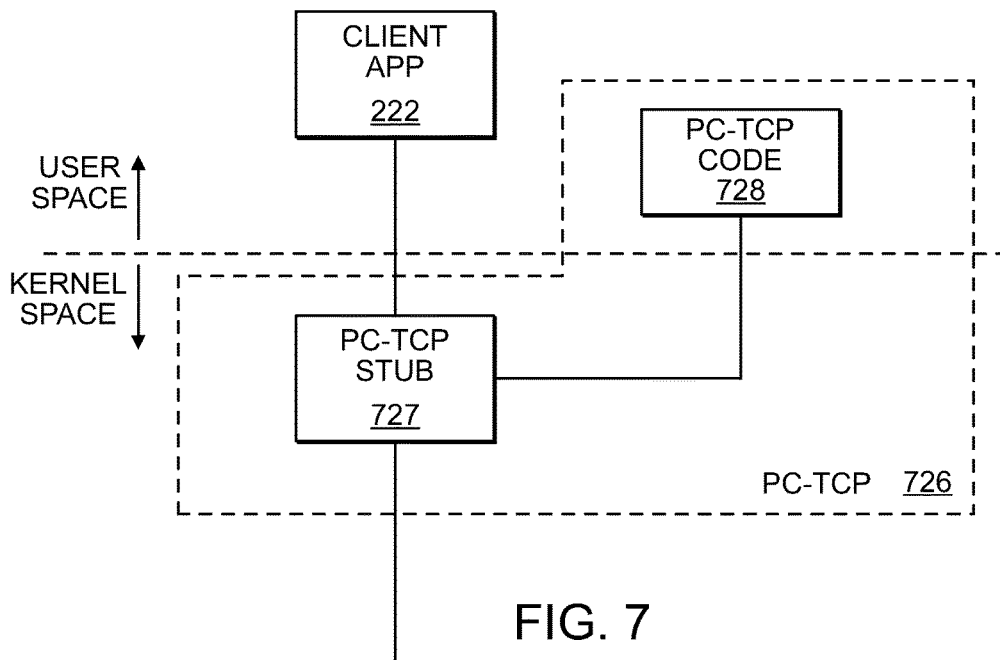 CLIENT
APP
222
PC-TCP
CODE
728
USER
SPACE
KERNEL
SPACE
PC-TCP
STUB
727
PC-TCP 726
FIG. 7